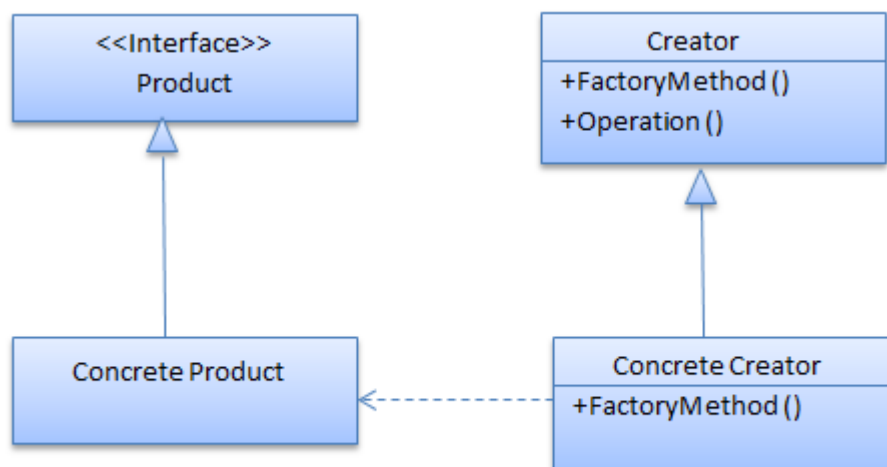 <<Interface>>
Product
Creator
+FactoryMethod()
+Operation()
Concrete Product
Concrete Creator
+FactoryMethod()